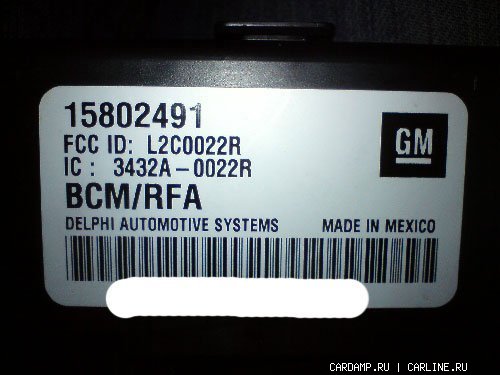 15802491
FCC ID: L2C0022R
IC : 3432A-0022R
GM
BCM/RFA
DELPHI AUTOMOTIVE SYSTEMS MADE IN MEXICO
CARDAMP.RU | CARLINE.RU